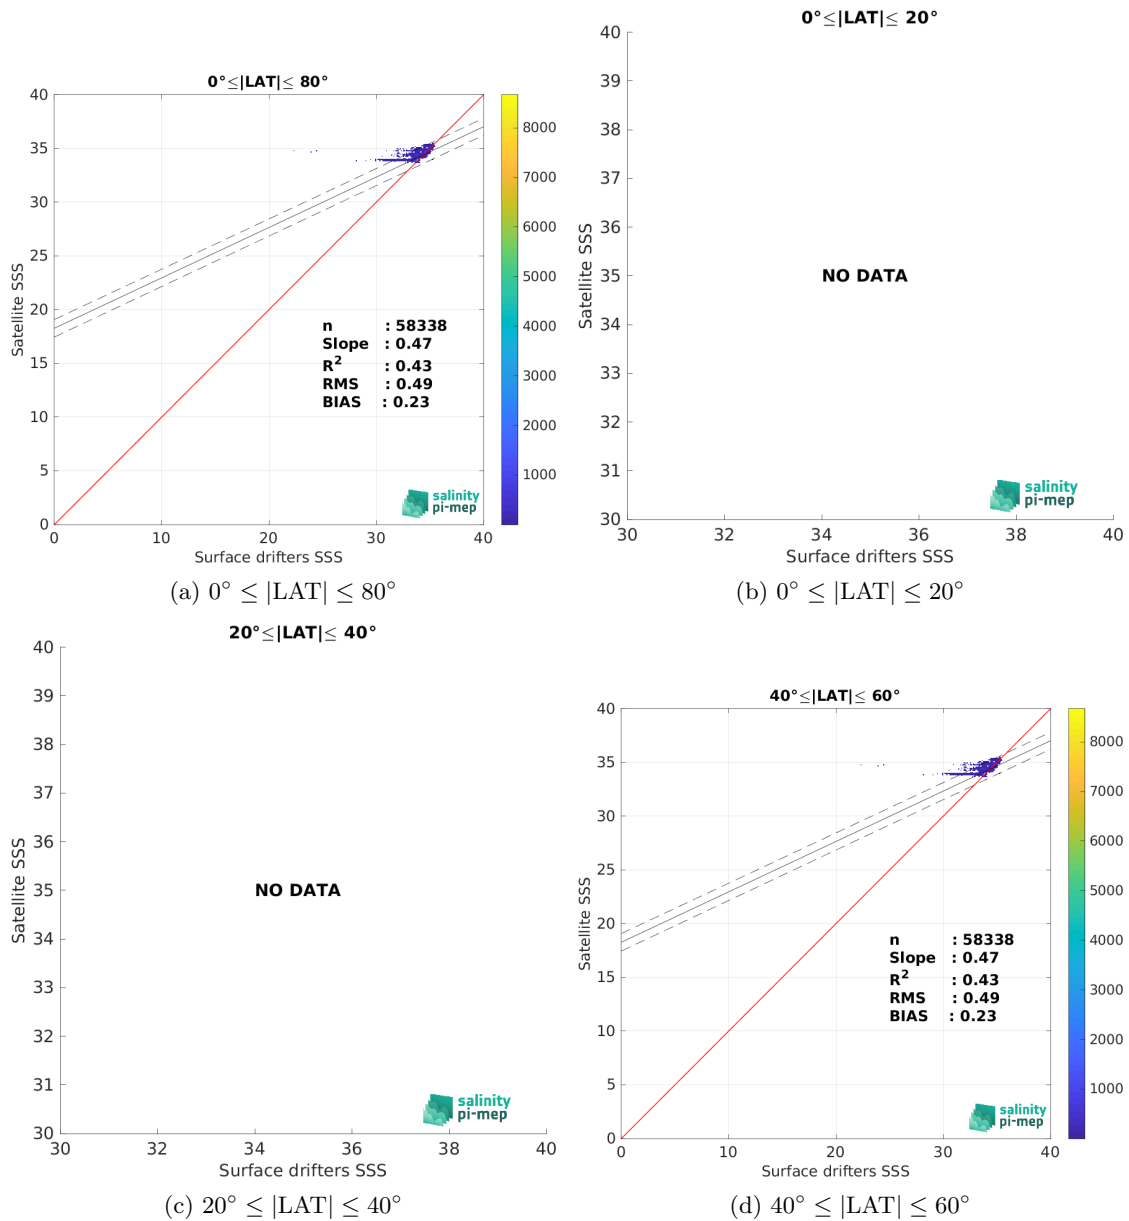 0°≤|LAT|≤ 80°
40
35
30
25
20
15
10
5
0
Satellite SSS
n : 58338
Slope : 0.47
R2 : 0.43
RMS : 0.49
BIAS : 0.23
salinity
pi-mep
0 10 20 30 40
Surface drifters SSS
8000
7000
6000
5000
4000
3000
2000
1000
(a) 0° ≤ |LAT| ≤ 80°
0°≤|LAT|≤ 20°
40
39
38
37
36
35
34
33
32
31
30
Satellite SSS
NO DATA
salinity
pi-mep
30 32 34 36 38 40
Surface drifters SSS
(b) 0° ≤ |LAT| ≤ 20°
20°≤|LAT|≤ 40°
40
39
38
37
36
35
34
33
32
31
30
Satellite SSS
NO DATA
salinity
pi-mep
30 32 34 36 38 40
Surface drifters SSS
(c) 20° ≤ |LAT| ≤ 40°
40°≤|LAT|≤ 60°
40
35
30
25
20
15
10
5
0
Satellite SSS
n : 58338
Slope : 0.47
R2 : 0.43
RMS : 0.49
BIAS : 0.23
salinity
pi-mep
0 10 20 30 40
Surface drifters SSS
8000
7000
6000
5000
4000
3000
2000
1000
(d) 40° ≤ |LAT| ≤ 60°